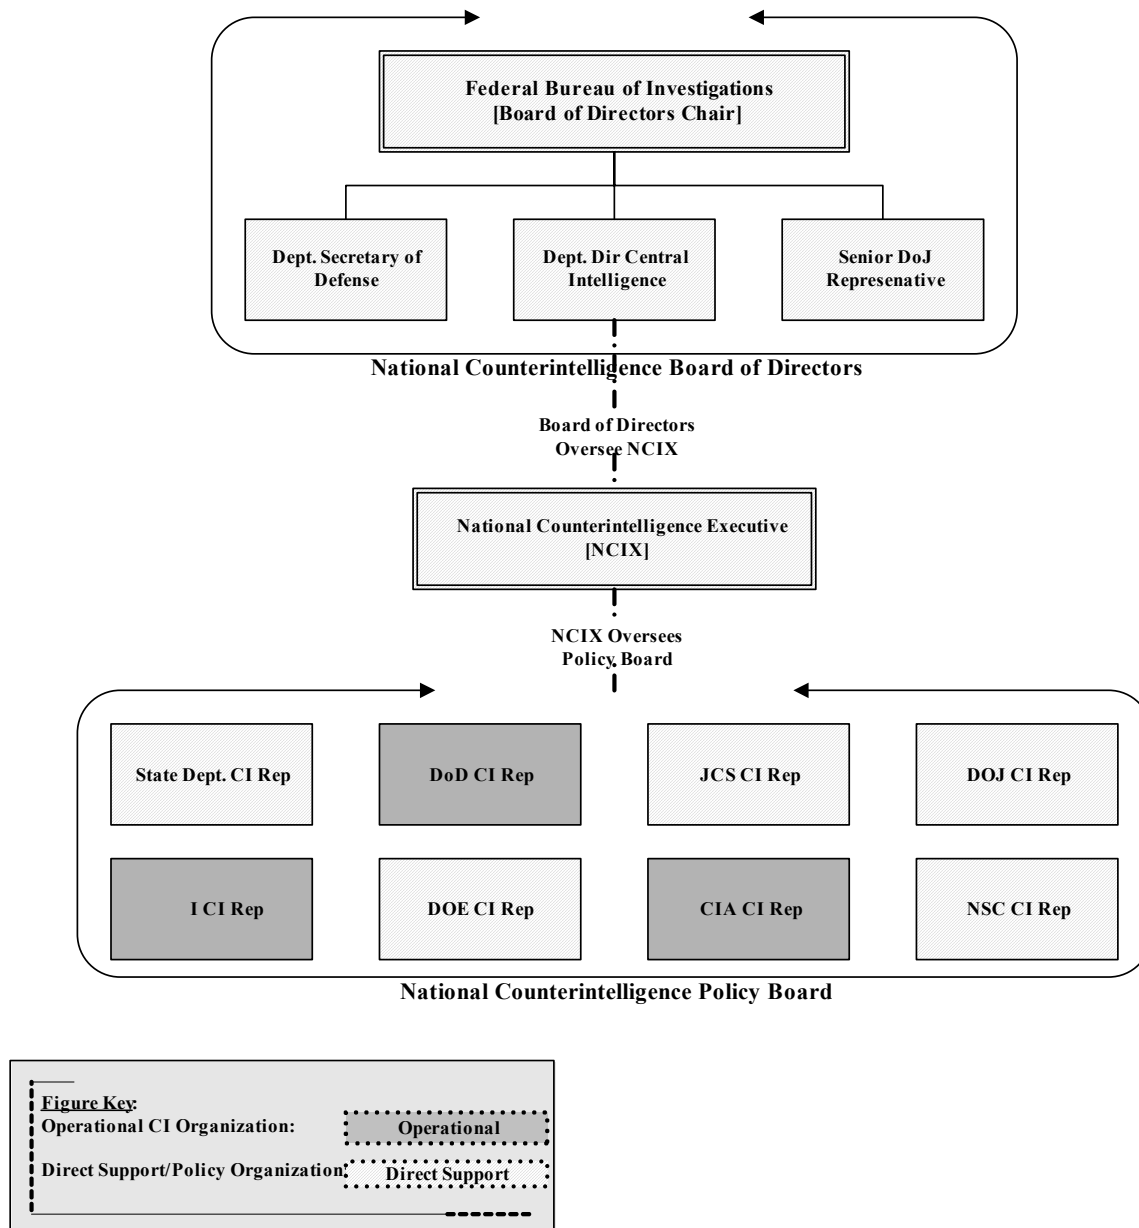 Federal Bureau of Investigations
[Board of Directors Chair]
Dept. Secretary of
Defense
Dept. Dir Central
Intelligence
Senior DoJ
Represenative
National Counterintelligence Board of Directors
Board of Directors
Oversee NCIX
National Counterintelligence Executive
[NCIX]
NCIX Oversees
Policy Board
State Dept. CI Rep
DoD CI Rep
JCS CI Rep
DOJ CI Rep
I CI Rep
DOE CI Rep
CIA CI Rep
NSC CI Rep
National Counterintelligence Policy Board
Figure Key:
Operational CI Organization:
Operational
Direct Support/Policy Organization:
Direct Support